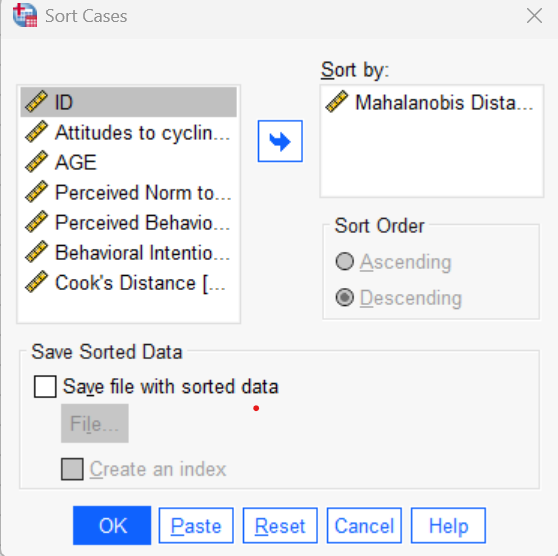 Sort Cases
Sort by:
ID
Attitudes to cyclin...
AGE
Perceived Norm to...
Perceived Behavio...
Behavioral Intentio...
Cook's Distance [...
Mahalanobis Dista...
Sort Order
Ascending
Descending
Save Sorted Data
Save file with sorted data
File...
Create an index
OK Paste Reset Cancel Help